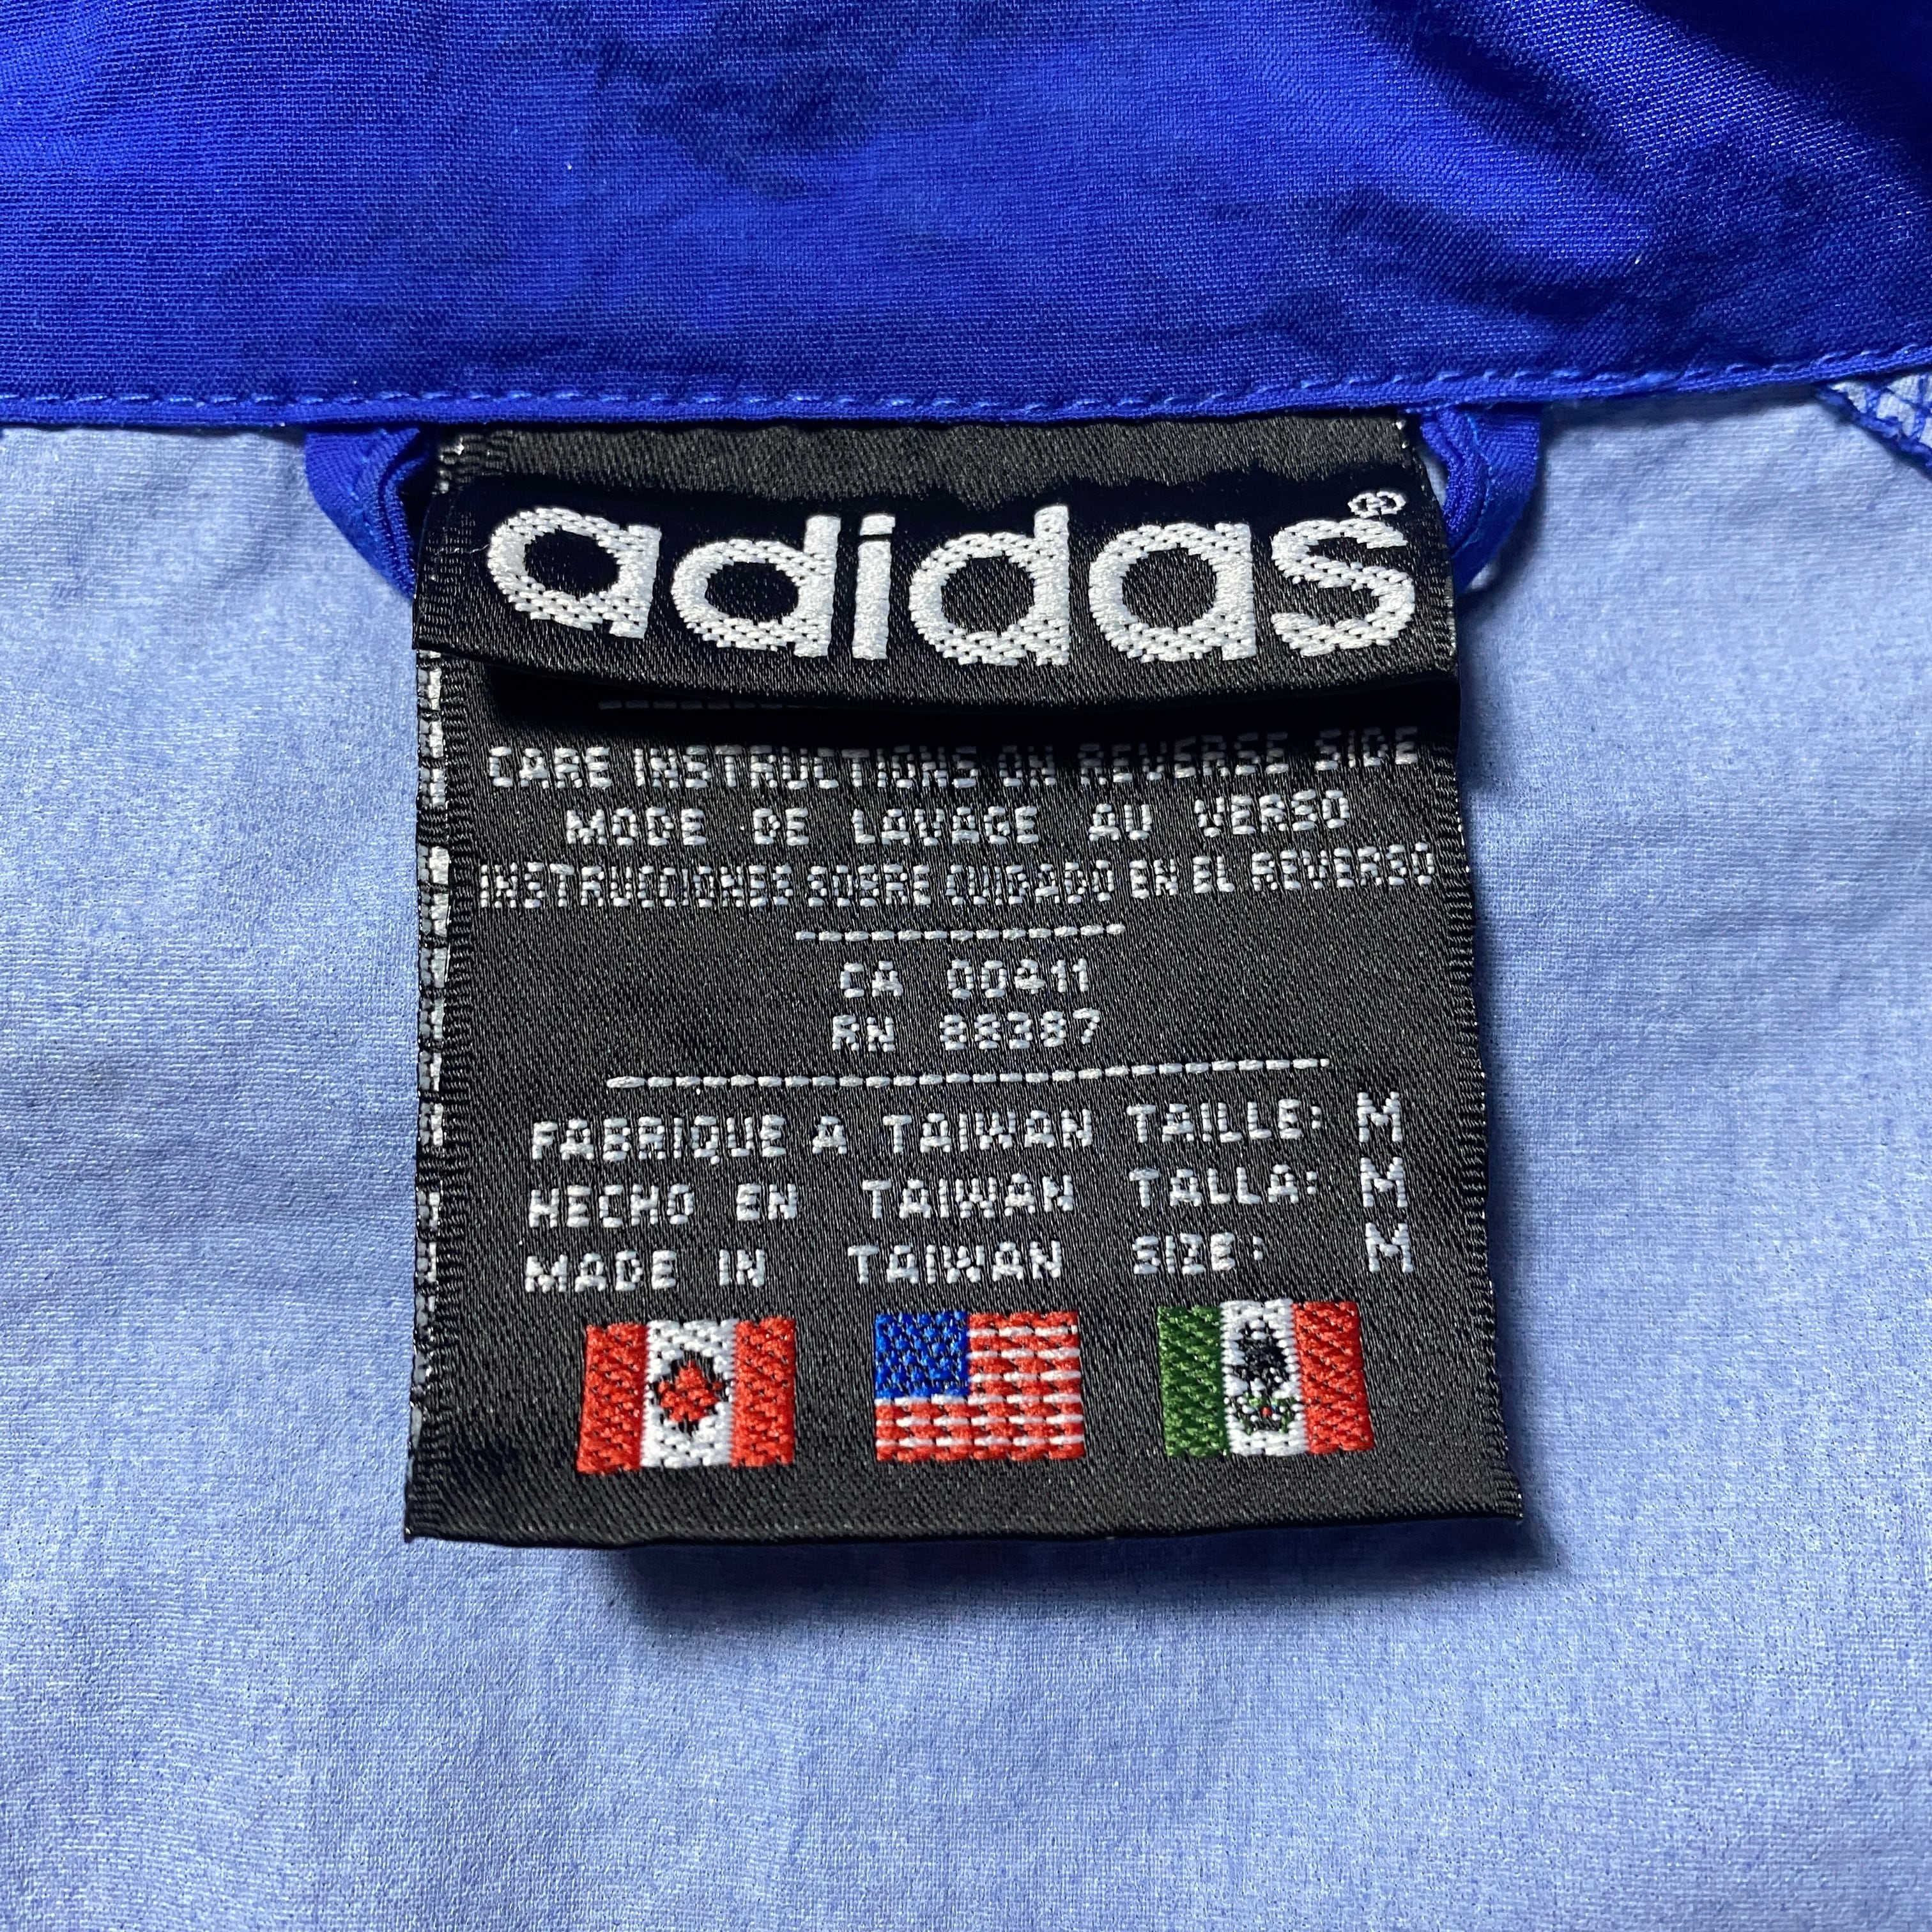 adidas®
CARE INSTRUCTIONS ON REVERSE SIDE
MODE DE LAVAGE AU VERSO
INSTRUCCIONES SOBRE CUIDADO EN EL REVERSO
CA 00411
RN 88387
FABRIQUE A TAIWAN TAILLE: M
HECHO EN TAIWAN TALLA: M
MADE IN TAIWAN SIZE: M